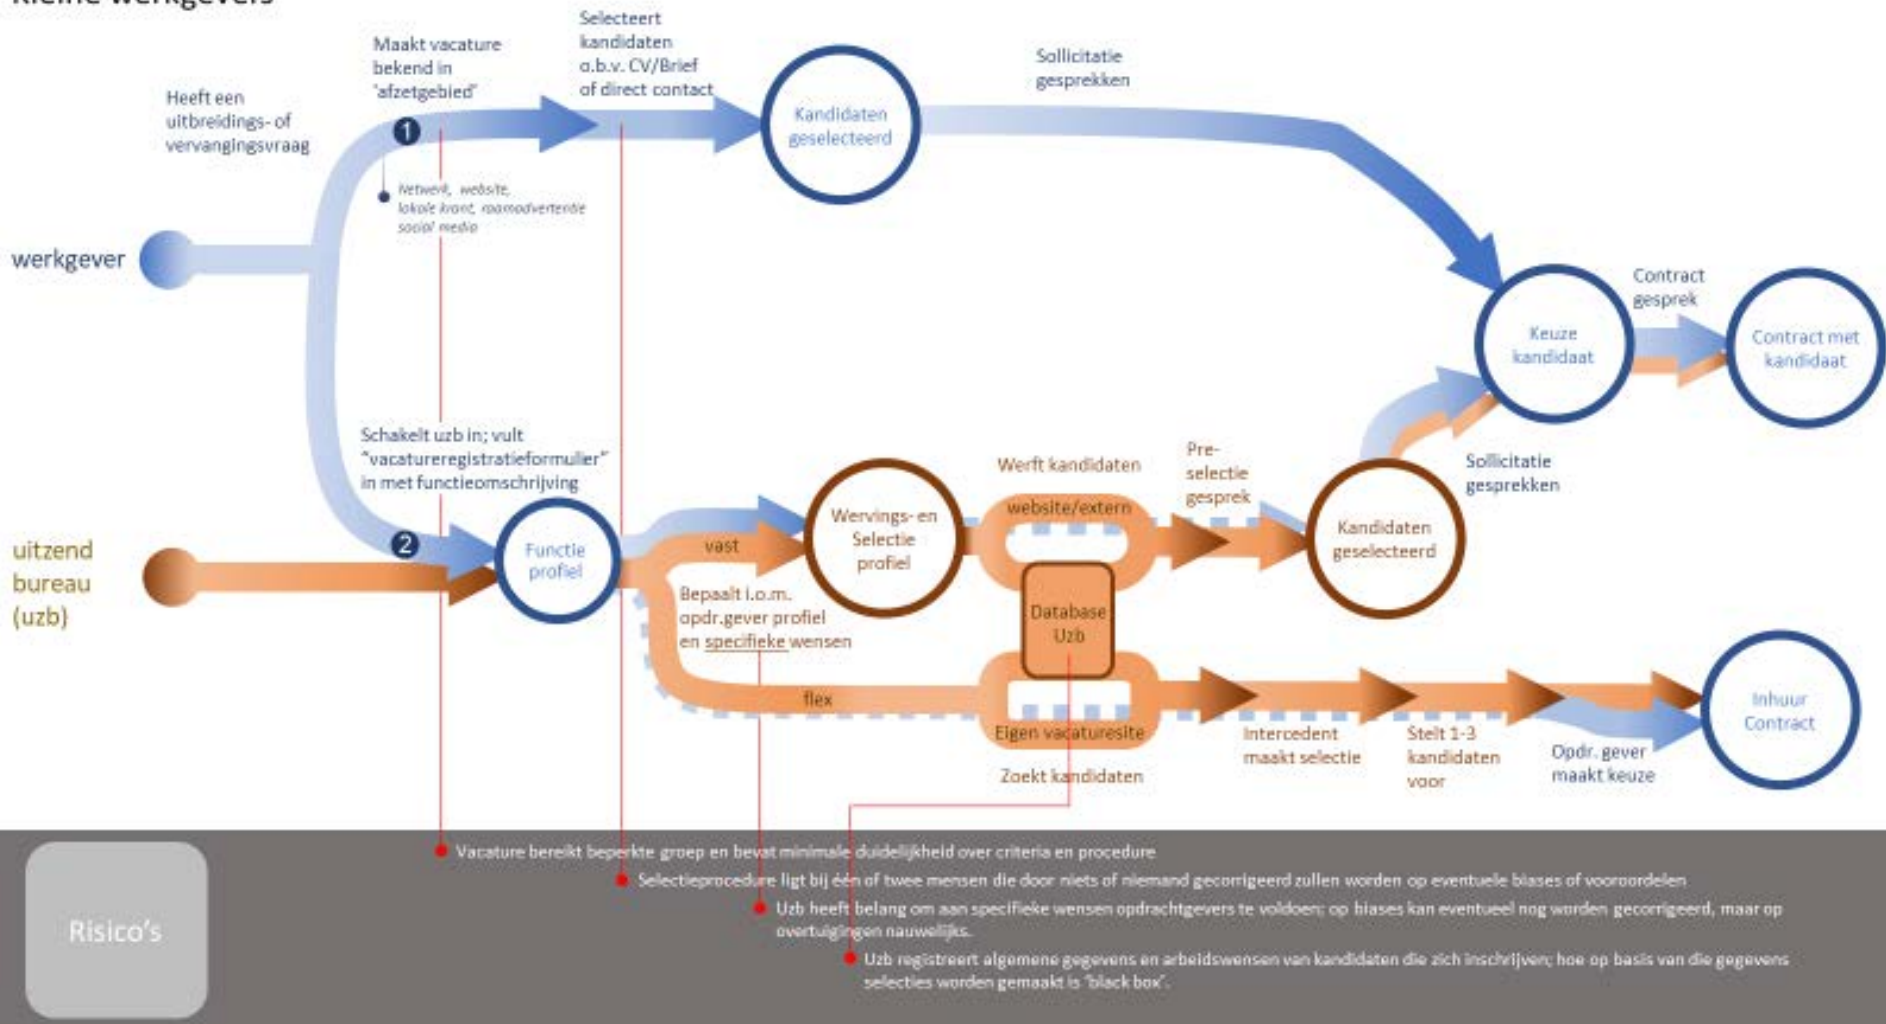 Kleine werkgevers
Selecteert
kandidaten
o.b.v. CV/Brief
of direct contact
Maakt vacature
bekend in
'afzetgebied'
Sollicitatie
gesprekken
Heeft een
uitbreidings- of
vervangingsvraag
1
Kandidaten
geselecteerd
Netwerk, website,
lokale krant, raamadvertentie
social media
werkgever
Contract
gesprek
Keuze
kandidaat
Contract met
kandidaat
Schakelt uzb in; vult
"vacatureregistratieformulier"
in met functieomschrijving
Werft kandidaten
Pre-
selectie
gesprek
Sollicitatie
gesprekken
website/extern
Wervings- en
Selectie
profiel
Kandidaten
geselecteerd
uitzend
bureau
(uzb)
2
Functie
profiel
vast
Bepaalt i.o.m.
opdr.gever profiel
en specifieke wensen
Database
Uzb
flex
Eigen vacaturesite
Zoekt kandidaten
Intercedent
maakt selectie
Stelt 1-3
kandidaten
voor
Opdr. gever
maakt keuze
Inhuur
Contract
Risico's
Vacature bereikt beperkte groep en bevat minimale duidelijkheid over criteria en procedure
Selectieprocedure ligt bij één of twee mensen die door niets of niemand gecorrigeerd zullen worden op eventuele biases of vooroordelen
Uzb heeft belang om aan specifieke wensen opdrachtgevers te voldoen; op biases kan eventueel nog worden gecorrigeerd, maar op
overtuigingen nauwelijks.
Uzb registreert algemene gegevens en arbeidswensen van kandidaten die zich inschrijven; hoe op basis van die gegevens
selecties worden gemaakt is 'black box'.